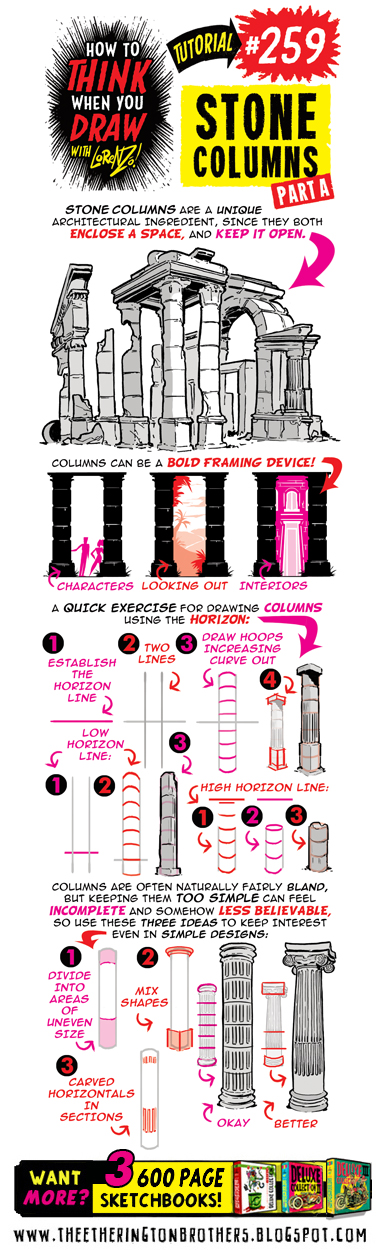 HOW TO
THINK
WHEN YOU
DRAW
WITH LORENZO!
TUTORIAL
#259
STONE
COLUMNS
PART A
STONE COLUMNS ARE A UNIQUE
ARCHITECTURAL INGREDIENT, SINCE THEY BOTH
ENCLOSE A SPACE, AND KEEP IT OPEN.
COLUMNS CAN BE A BOLD FRAMING DEVICE!
CHARACTERS
LOOKING OUT
INTERIORS
A QUICK EXERCISE FOR DRAWING COLUMNS
USING THE HORIZON:
1
ESTABLISH
THE
HORIZON
LINE
2
TWO
LINES
3
DRAW HOOPS
INCREASING
CURVE OUT
4
LOW
HORIZON
LINE:
1
2
3
HIGH HORIZON LINE:
1
2
3
COLUMNS ARE OFTEN NATURALLY FAIRLY BLAND,
BUT KEEPING THEM TOO SIMPLE CAN FEEL
INCOMPLETE AND SOMEHOW LESS BELIEVABLE,
SO USE THESE THREE IDEAS TO KEEP INTEREST
EVEN IN SIMPLE DESIGNS:
1
DIVIDE
INTO
AREAS
OF
UNEVEN
SIZE
2
MIX
SHAPES
3
CARVED
HORIZONTALS
IN
SECTIONS
OKAY
BETTER
WANT
MORE?
3 600 PAGE
SKETCHBOOKS!
DELUXE
DELUXE
WWW.THEETHERINGTONBROTHERS.BLOGSPOT.COM